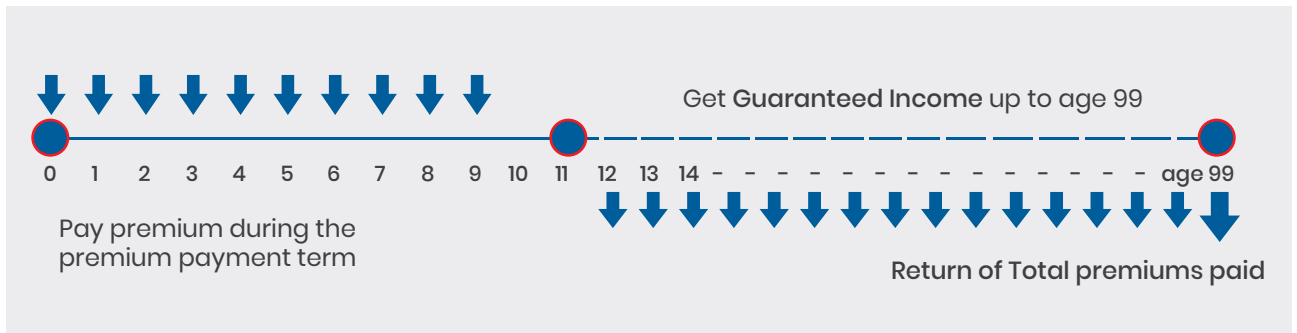 Get Guaranteed Income up to age 99
0 1 2 3 4 5 6 7 8 9 10 11 12 13 14 - - - - - - - - - - - - - - age 99
Pay premium during the
premium payment term
Return of Total premiums paid